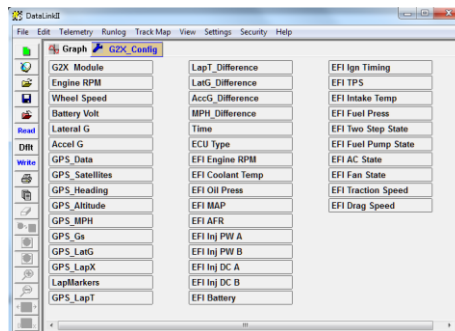 DataLinkII
File Edit Telemetry Runlog Track Map View Settings Security Help
Graph G2X_Config
Read
Dflt
Write
G2X Module
Engine RPM
Wheel Speed
Battery Volt
Lateral G
Accel G
GPS_Data
GPS_Satellites
GPS_Heading
GPS_Altitude
GPS_MPH
GPS_Gs
GPS_LatG
GPS_LapX
LapMarkers
GPS_LapT
LapT_Difference
LatG_Difference
AccG_Difference
MPH_Difference
Time
ECU Type
EFI Engine RPM
EFI Coolant Temp
EFI Oil Press
EFI MAP
EFI AFR
EFI Inj PW A
EFI Inj PW B
EFI Inj DC A
EFI Inj DC B
EFI Battery
EFI Ign Timing
EFI TPS
EFI Intake Temp
EFI Fuel Press
EFI Two Step State
EFI Fuel Pump State
EFI AC State
EFI Fan State
EFI Traction Speed
EFI Drag Speed